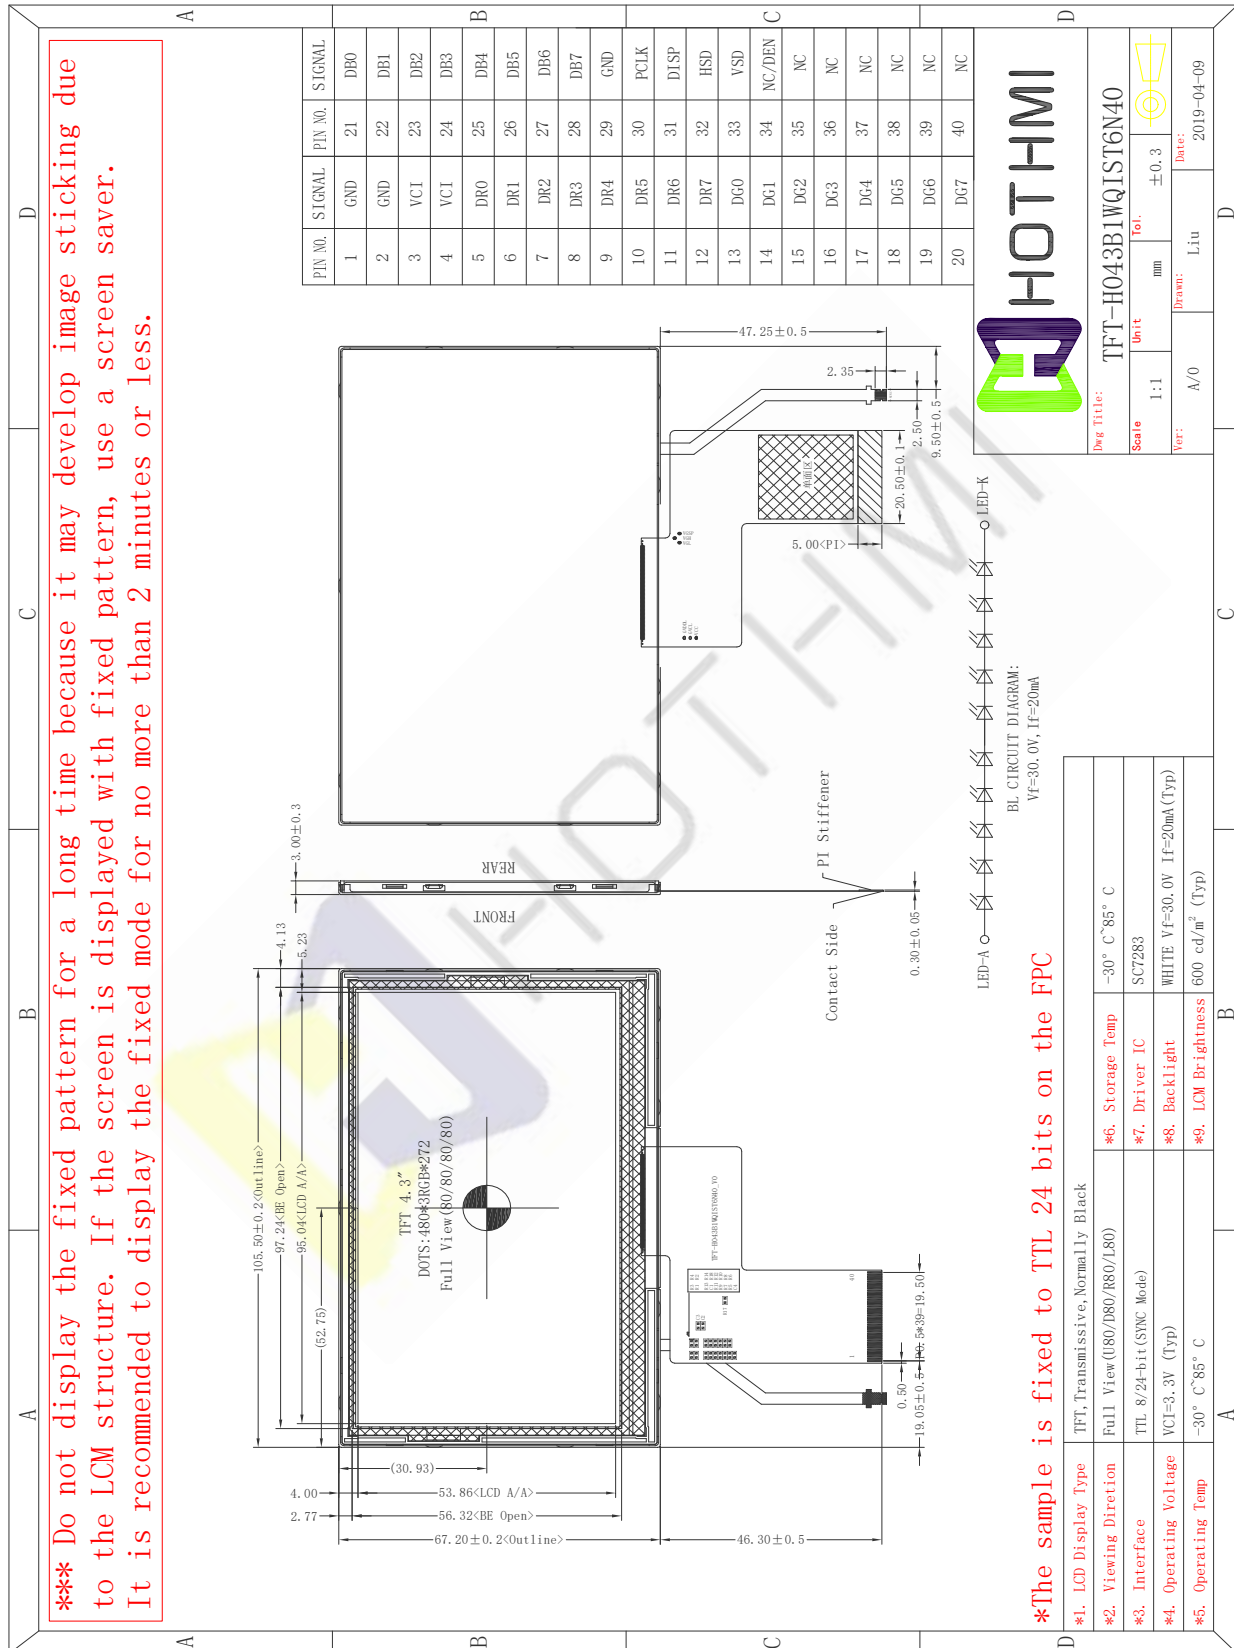 *** Do not display the fixed pattern for a long time because it may develop image sticking due
to the LCM structure. If the screen is displayed with fixed pattern, use a screen saver.
It is recommended to display the fixed mode for no more than 2 minutes or less.
A B C D
A B C D
A B C D
A B C D
PIN NO. SIGNAL PIN NO. SIGNAL
1 GND 21 DB0
2 GND 22 DB1
3 VCI 23 DB2
4 VCI 24 DB3
5 DR0 25 DB4
6 DR1 26 DB5
7 DR2 27 DB6
8 DR3 28 DB7
9 DR4 29 GND
10 DR5 30 PCLK
11 DR6 31 DISP
12 DR7 32 HSD
13 DG0 33 VSD
14 DG1 34 NC/DEN
15 DG2 35 NC
16 DG3 36 NC
17 DG4 37 NC
18 DG5 38 NC
19 DG6 39 NC
20 DG7 40 NC
105.50±0.2<Outline>
97.24<BE Open>
95.04<LCD A/A>
(52.75)
4.13
5.23
3.00±0.3
FRONT
REAR
TFT 4.3"
DOTS:480*3RGB*272
Full View(80/80/80/80)
4.00
2.77
(30.93)
53.86<LCD A/A>
56.32<BE Open>
67.20±0.2<Outline>
46.30±0.5
TFT-H043B1WQIST6N40_V0
1
40
0.50
19.05±0.5
P0.5*39=19.50
Contact Side
PI Stiffener
0.30±0.05
47.25±0.5
2.35
2.50
9.50±0.5
20.50±0.1
5.00<PI>
单面区
HOTHMI
LED-A
LED-K
BL CIRCUIT DIAGRAM:
Vf=30.0V, If=20mA
*The sample is fixed to TTL 24 bits on the FPC
*1. LCD Display Type TFT, Transmissive, Normally Black
*2. Viewing Diretion Full View(U80/D80/R80/L80)
*3. Interface TTL 8/24-bit(SYNC Mode)
*4. Operating Voltage VCI=3.3V (Typ)
*5. Operating Temp -30° C~85° C
*6. Storage Temp -30° C~85° C
*7. Driver IC SC7283
*8. Backlight WHITE Vf=30.0V If=20mA(Typ)
*9. LCM Brightness 600 cd/m² (Typ)
HOTHMI
Dwg Title: TFT-H043B1WQIST6N40
Scale 1:1 Unit mm Tol. ±0.3
Ver: A/0 Drawn: Liu Date: 2019-04-09